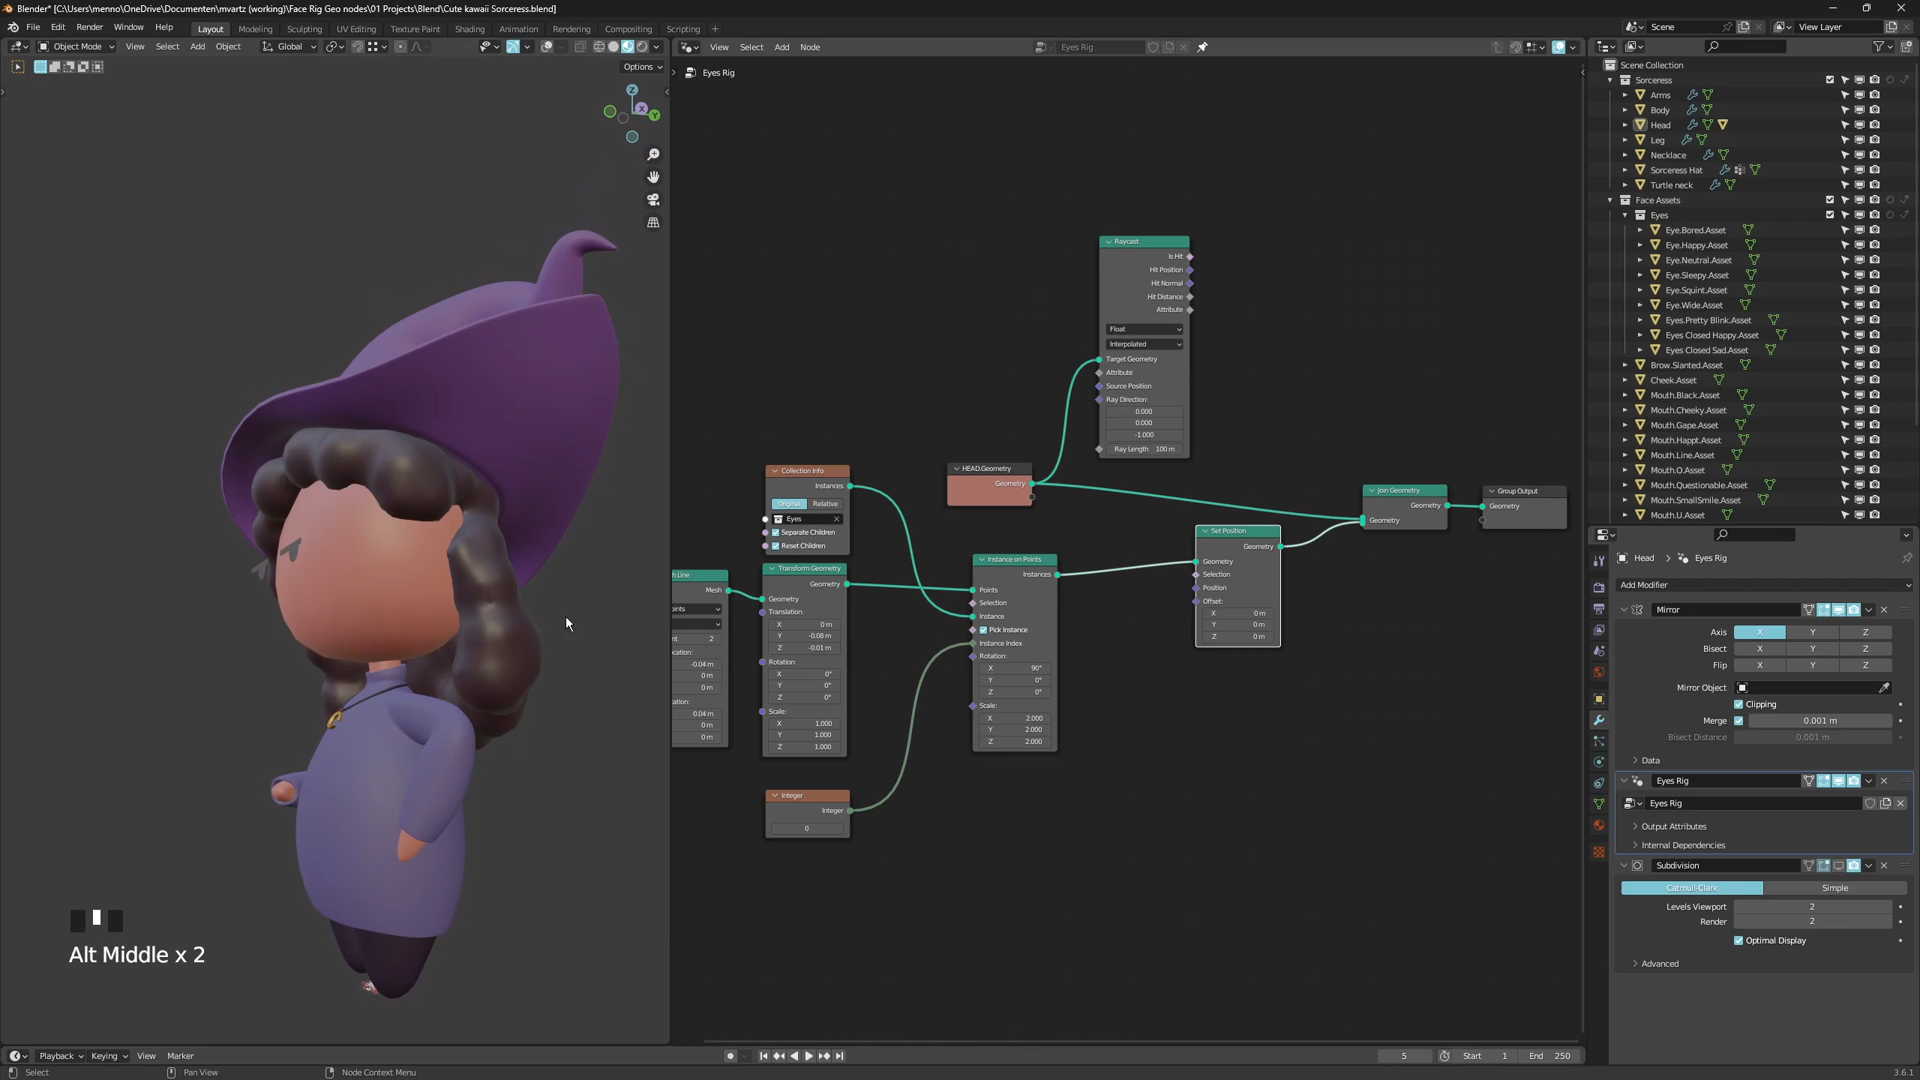 Blender* [C:\Users\menno\OneDrive\Documenten\mvartz (working)\Face Rig Geo nodes\01 Projects\Blend\Cute kawaii Sorceress.blend]
File Edit Render Window Help
Layout Modeling Sculpting UV Editing Texture Paint Shading Animation Rendering Compositing Scripting +
Scene
View Layer
Object Mode View Select Add Object Global
View Select Add Node
Eyes Rig
Options
Eyes Rig
Z
X
Y
Scene Collection
Sorceress
Arms
Body
Head
Leg
Necklace
Sorceress Hat
Turtle neck
Face Assets
Eyes
Eye.Bored.Asset
Eye.Happy.Asset
Eye.Neutral.Asset
Eye.Sleepy.Asset
Eye.Squint.Asset
Eye.Wide.Asset
Eyes.Pretty Blink.Asset
Eyes Closed Happy.Asset
Eyes Closed Sad.Asset
Brow.Slanted.Asset
Cheek.Asset
Mouth.Black.Asset
Mouth.Cheeky.Asset
Mouth.Gape.Asset
Mouth.Happt.Asset
Mouth.Line.Asset
Mouth.O.Asset
Mouth.Questionable.Asset
Mouth.SmallSmile.Asset
Mouth.U.Asset
Raycast
Is Hit
Hit Position
Hit Normal
Hit Distance
Attribute
Float
Interpolated
Target Geometry
Attribute
Source Position
Ray Direction:
0.000
0.000
-1.000
Ray Length 100 m
Collection Info
Instances
Original Relative
Eyes
Separate Children
Reset Children
HEAD.Geometry
Geometry
Join Geometry
Geometry
Geometry
Group Output
Geometry
Set Position
Geometry
Geometry
Selection
Position
Offset:
X 0 m
Y 0 m
Z 0 m
Instance on Points
Instances
Points
Selection
Instance
Pick Instance
Instance Index
Rotation:
X 90°
Y 0°
Z 0°
Scale:
X 2.000
Y 2.000
Z 2.000
Transform Geometry
Geometry
Geometry
Translation:
X 0 m
Y -0.08 m
Z -0.01 m
Rotation:
X 0°
Y 0°
Z 0°
Scale:
X 1.000
Y 1.000
Z 1.000
h Line
Mesh
oints
nt 2
ocation:
-0.04 m
0 m
0 m
ation:
0.04 m
0 m
0 m
Integer
Integer
0
Head > Eyes Rig
Add Modifier
Mirror
Axis X Y Z
Bisect X Y Z
Flip X Y Z
Mirror Object
Clipping
Merge 0.001 m
Bisect Distance 0.001 m
Data
Eyes Rig
Eyes Rig
Output Attributes
Internal Dependencies
Subdivision
Catmull-Clark Simple
Levels Viewport 2
Render 2
Optimal Display
Advanced
Alt Middle x 2
Playback Keying View Marker
5 Start 1 End 250
Select Pan View Node Context Menu
3.6.1